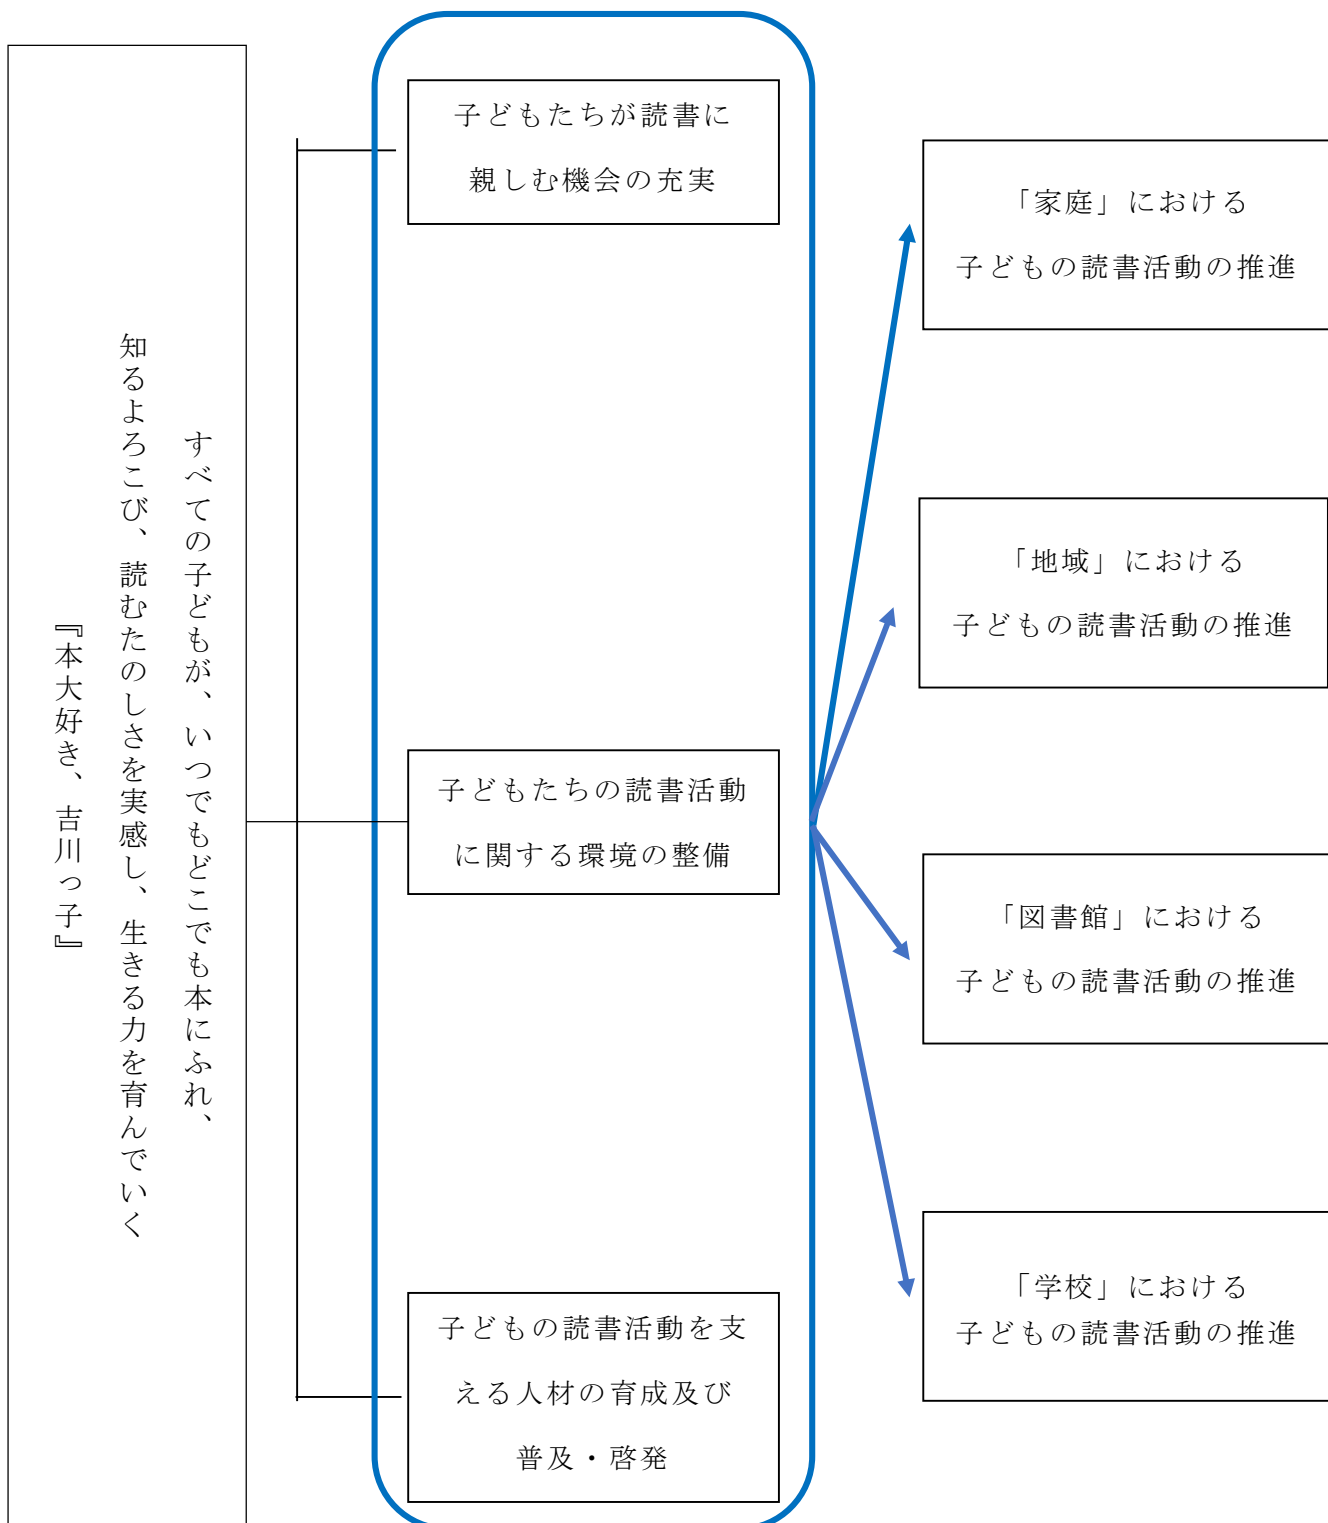 すべての子どもが、いつでもどこでも本にふれ、
知るよろこび、読むたのしさを実感し、生きる力を育んでいく
『本大好き、吉川っ子』
子どもたちが読書に
親しむ機会の充実
子どもたちの読書活動
に関する環境の整備
子どもの読書活動を支
える人材の育成及び
普及・啓発
「家庭」における
子どもの読書活動の推進
「地域」における
子どもの読書活動の推進
「図書館」における
子どもの読書活動の推進
「学校」における
子どもの読書活動の推進